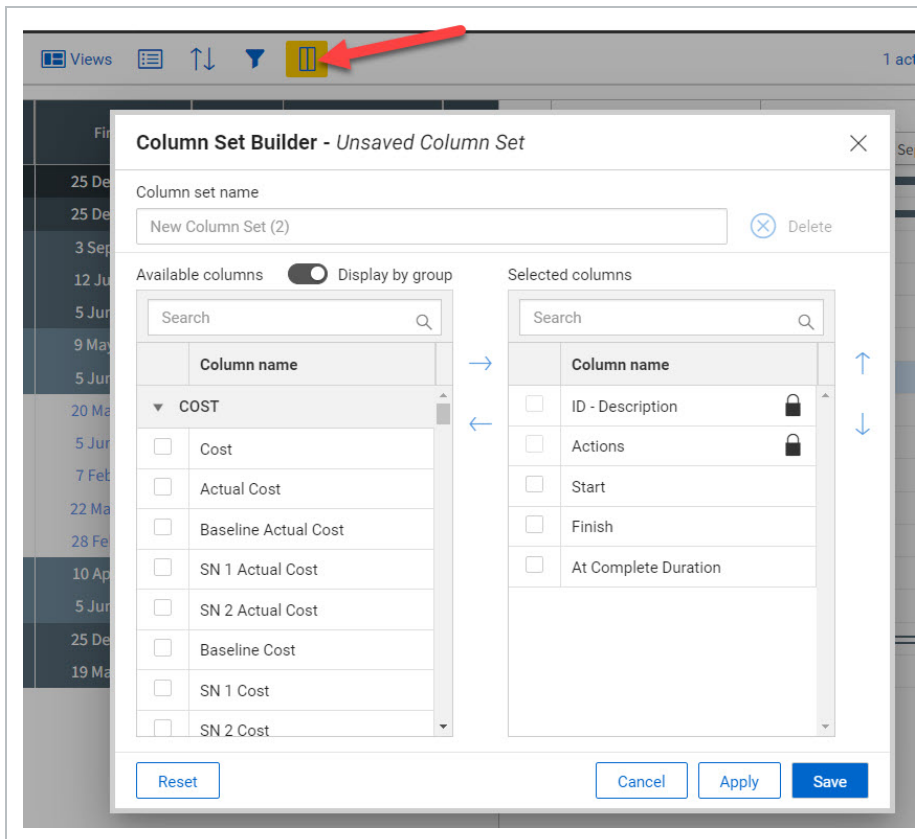 Views
1 act
Fin
Sep
25 De
25 De
3 Sep
12 Ju
5 Jun
9 May
5 Jun
20 Ma
5 Jun
7 Feb
22 Ma
28 Fe
10 Ap
5 Jun
25 De
19 Ma
Column Set Builder - Unsaved Column Set
Column set name
New Column Set (2)
Delete
Available columns
Display by group
Selected columns
Search
Search
Column name
Column name
COST
Cost
Actual Cost
Baseline Actual Cost
SN 1 Actual Cost
SN 2 Actual Cost
Baseline Cost
SN 1 Cost
SN 2 Cost
ID - Description
Actions
Start
Finish
At Complete Duration
Reset
Cancel
Apply
Save